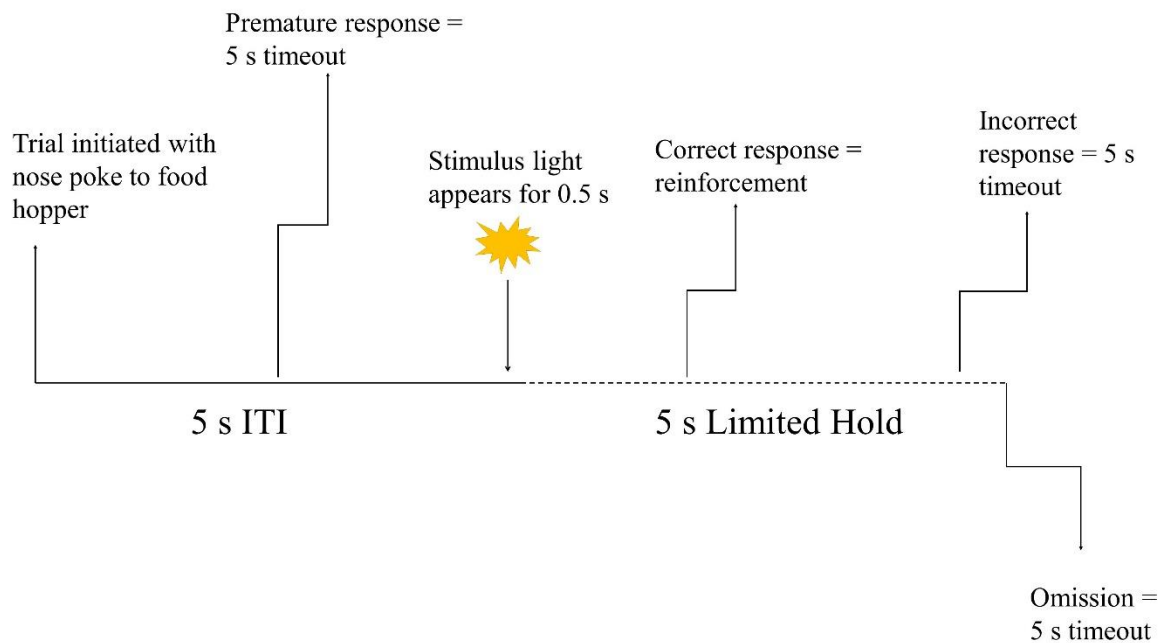 Premature response =
5 s timeout
Trial initiated with
nose poke to food
hopper
Stimulus light
appears for 0.5 s
Correct response =
reinforcement
Incorrect
response = 5 s
timeout
5 s ITI
5 s Limited Hold
Omission =
5 s timeout